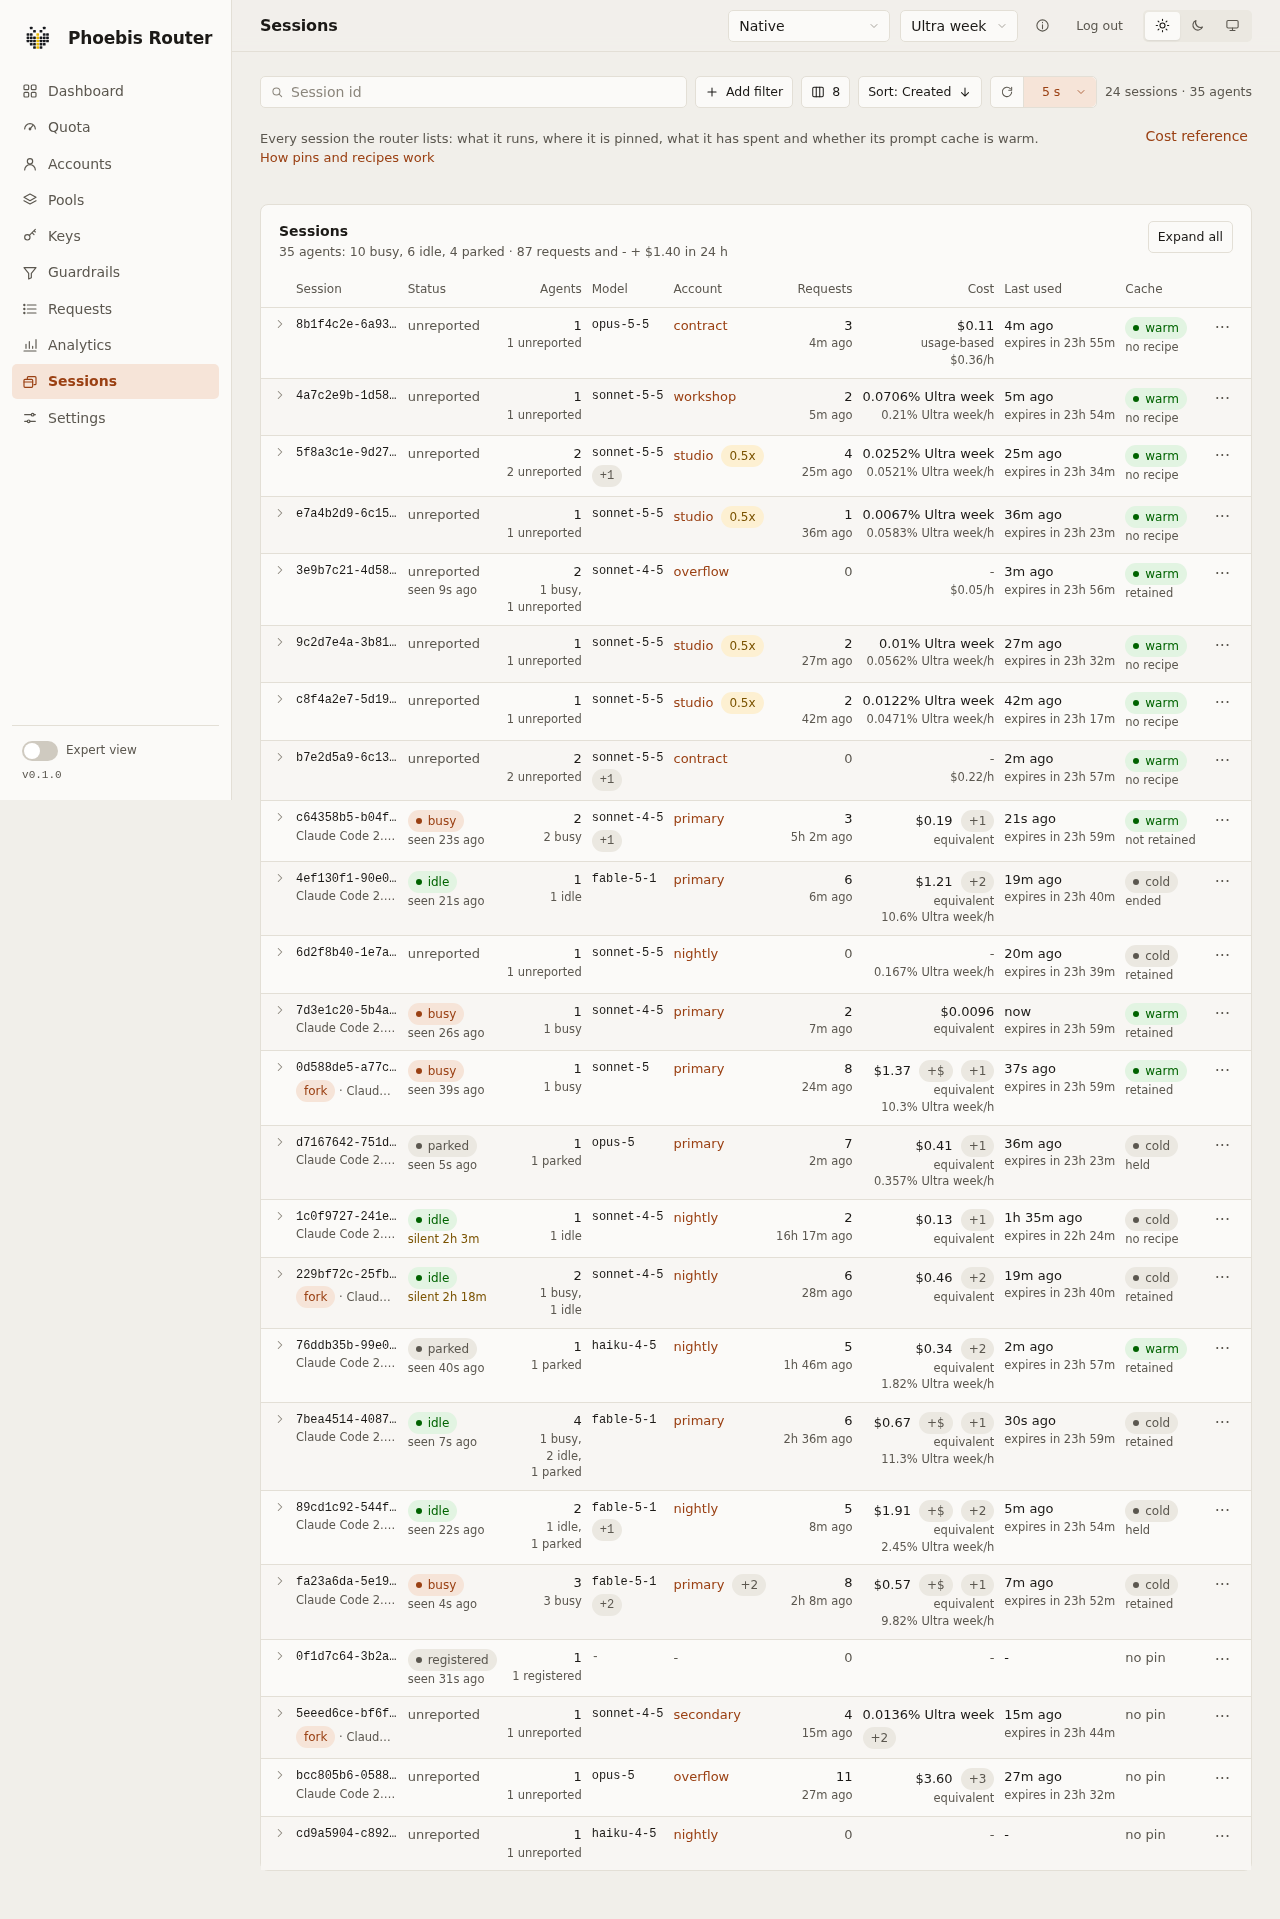 Phoebis Router
Dashboard
Quota
Accounts
Pools
Keys
Guardrails
Requests
Analytics
Sessions
Settings
Expert view
v0.1.0
Sessions
Native
Ultra week
Log out
Session id
Add filter
8
Sort: Created
5 s
24 sessions · 35 agents
Every session the router lists: what it runs, where it is pinned, what it has spent and whether its prompt cache is warm.
How pins and recipes work
Cost reference
Sessions
35 agents: 10 busy, 6 idle, 4 parked · 87 requests and - + $1.40 in 24 h
Expand all
Session Status Agents Model Account Requests Cost Last used Cache
8b1f4c2e-6a93… unreported 1 opus-5-5 contract 3 $0.11 4m ago warm ···
1 unreported 4m ago usage-based expires in 23h 55m no recipe
$0.36/h
4a7c2e9b-1d58… unreported 1 sonnet-5-5 workshop 2 0.0706% Ultra week 5m ago warm ···
1 unreported 5m ago 0.21% Ultra week/h expires in 23h 54m no recipe
5f8a3c1e-9d27… unreported 2 sonnet-5-5 studio 0.5x 4 0.0252% Ultra week 25m ago warm ···
2 unreported +1 25m ago 0.0521% Ultra week/h expires in 23h 34m no recipe
e7a4b2d9-6c15… unreported 1 sonnet-5-5 studio 0.5x 1 0.0067% Ultra week 36m ago warm ···
1 unreported 36m ago 0.0583% Ultra week/h expires in 23h 23m no recipe
3e9b7c21-4d58… unreported 2 sonnet-4-5 overflow 0 - 3m ago warm ···
seen 9s ago 1 busy, $0.05/h expires in 23h 56m retained
1 unreported
9c2d7e4a-3b81… unreported 1 sonnet-5-5 studio 0.5x 2 0.01% Ultra week 27m ago warm ···
1 unreported 27m ago 0.0562% Ultra week/h expires in 23h 32m no recipe
c8f4a2e7-5d19… unreported 1 sonnet-5-5 studio 0.5x 2 0.0122% Ultra week 42m ago warm ···
1 unreported 42m ago 0.0471% Ultra week/h expires in 23h 17m no recipe
b7e2d5a9-6c13… unreported 2 sonnet-5-5 contract 0 - 2m ago warm ···
2 unreported +1 $0.22/h expires in 23h 57m no recipe
c64358b5-b04f… busy 2 sonnet-4-5 primary 3 $0.19 +1 21s ago warm ···
Claude Code 2.… seen 23s ago 2 busy +1 5h 2m ago equivalent expires in 23h 59m not retained
4ef130f1-90e0… idle 1 fable-5-1 primary 6 $1.21 +2 19m ago cold ···
Claude Code 2.… seen 21s ago 1 idle 6m ago equivalent expires in 23h 40m ended
10.6% Ultra week/h
6d2f8b40-1e7a… unreported 1 sonnet-5-5 nightly 0 - 20m ago cold ···
1 unreported 0.167% Ultra week/h expires in 23h 39m retained
7d3e1c20-5b4a… busy 1 sonnet-4-5 primary 2 $0.0096 now warm ···
Claude Code 2.… seen 26s ago 1 busy 7m ago equivalent expires in 23h 59m retained
0d588de5-a77c… busy 1 sonnet-5 primary 8 $1.37 +$ +1 37s ago warm ···
fork · Claud… seen 39s ago 1 busy 24m ago equivalent expires in 23h 59m retained
10.3% Ultra week/h
d7167642-751d… parked 1 opus-5 primary 7 $0.41 +1 36m ago cold ···
Claude Code 2.… seen 5s ago 1 parked 2m ago equivalent expires in 23h 23m held
0.357% Ultra week/h
1c0f9727-241e… idle 1 sonnet-4-5 nightly 2 $0.13 +1 1h 35m ago cold ···
Claude Code 2.… silent 2h 3m 1 idle 16h 17m ago equivalent expires in 22h 24m no recipe
229bf72c-25fb… idle 2 sonnet-4-5 nightly 6 $0.46 +2 19m ago cold ···
fork · Claud… silent 2h 18m 1 busy, 28m ago equivalent expires in 23h 40m retained
1 idle
76ddb35b-99e0… parked 1 haiku-4-5 nightly 5 $0.34 +2 2m ago warm ···
Claude Code 2.… seen 40s ago 1 parked 1h 46m ago equivalent expires in 23h 57m retained
1.82% Ultra week/h
7bea4514-4087… idle 4 fable-5-1 primary 6 $0.67 +$ +1 30s ago cold ···
Claude Code 2.… seen 7s ago 1 busy, 2h 36m ago equivalent expires in 23h 59m retained
2 idle, 11.3% Ultra week/h
1 parked
89cd1c92-544f… idle 2 fable-5-1 nightly 5 $1.91 +$ +2 5m ago cold ···
Claude Code 2.… seen 22s ago 1 idle, +1 8m ago equivalent expires in 23h 54m held
1 parked 2.45% Ultra week/h
fa23a6da-5e19… busy 3 fable-5-1 primary +2 8 $0.57 +$ +1 7m ago cold ···
Claude Code 2.… seen 4s ago 3 busy +2 2h 8m ago equivalent expires in 23h 52m retained
9.82% Ultra week/h
0f1d7c64-3b2a… registered 1 - - 0 - - no pin ···
seen 31s ago 1 registered
5eeed6ce-bf6f… unreported 1 sonnet-4-5 secondary 4 0.0136% Ultra week 15m ago no pin ···
fork · Claud… 1 unreported 15m ago +2 expires in 23h 44m
bcc805b6-0588… unreported 1 opus-5 overflow 11 $3.60 +3 27m ago no pin ···
Claude Code 2.… 1 unreported 27m ago equivalent expires in 23h 32m
cd9a5904-c892… unreported 1 haiku-4-5 nightly 0 - - no pin ···
1 unreported